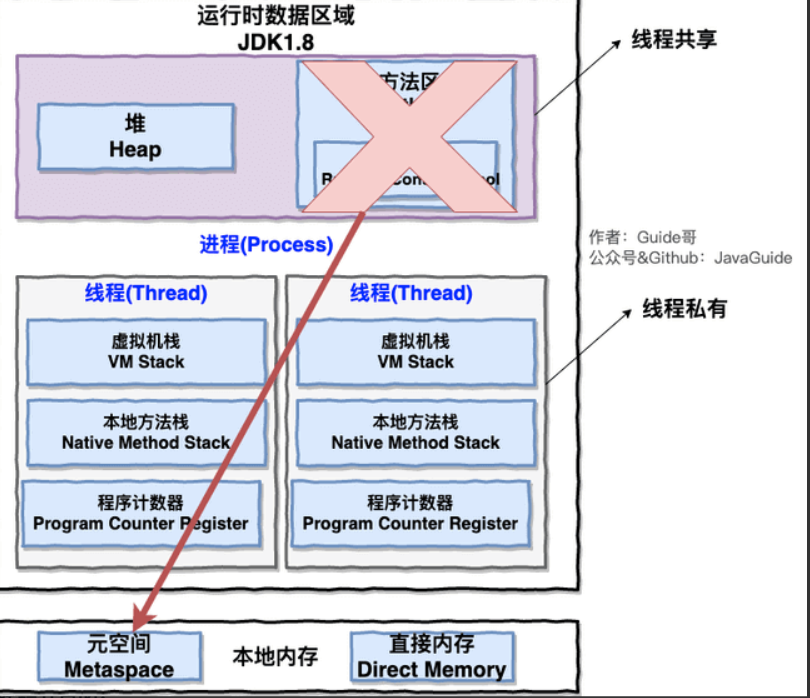 运行时数据区域
JDK1.8
线程共享
堆
Heap
方法区
进程(Process)
作者：Guide哥
公众号&Github：JavaGuide
线程(Thread)
线程(Thread)
线程私有
虚拟机栈
VM Stack
虚拟机栈
VM Stack
本地方法栈
Native Method Stack
本地方法栈
Native Method Stack
程序计数器
Program Counter Register
程序计数器
Program Counter Register
元空间
Metaspace
本地内存
直接内存
Direct Memory